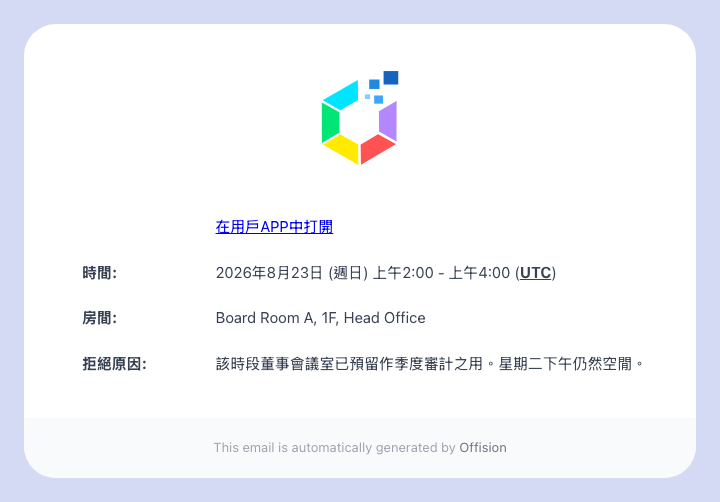 在用戶APP中打開
時間: 2026年8月23日 (週日) 上午2:00 - 上午4:00 (UTC)
房間: Board Room A, 1F, Head Office
拒絕原因: 該時段董事會議室已預留作季度審計之用。星期二下午仍然空閒。
This email is automatically generated by Offision